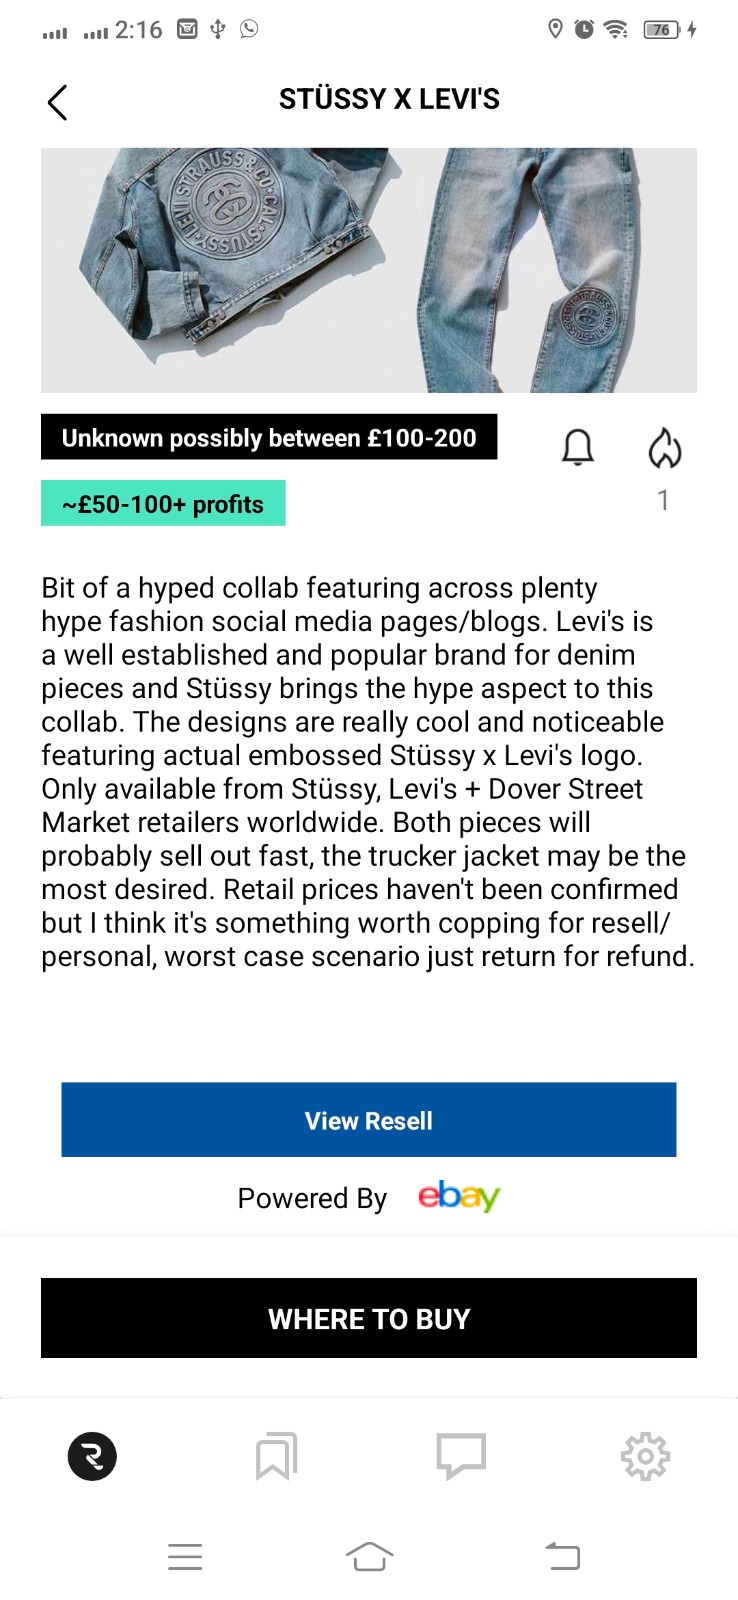 2:16
76
STÜSSY X LEVI'S
LEVI STRAUSS & CO · CAL · STUSSY
Unknown possibly between £100-200
~£50-100+ profits
1
Bit of a hyped collab featuring across plenty
hype fashion social media pages/blogs. Levi's is
a well established and popular brand for denim
pieces and Stüssy brings the hype aspect to this
collab. The designs are really cool and noticeable
featuring actual embossed Stüssy x Levi's logo.
Only available from Stüssy, Levi's + Dover Street
Market retailers worldwide. Both pieces will
probably sell out fast, the trucker jacket may be the
most desired. Retail prices haven't been confirmed
but I think it's something worth copping for resell/
personal, worst case scenario just return for refund.
View Resell
Powered By ebay
WHERE TO BUY